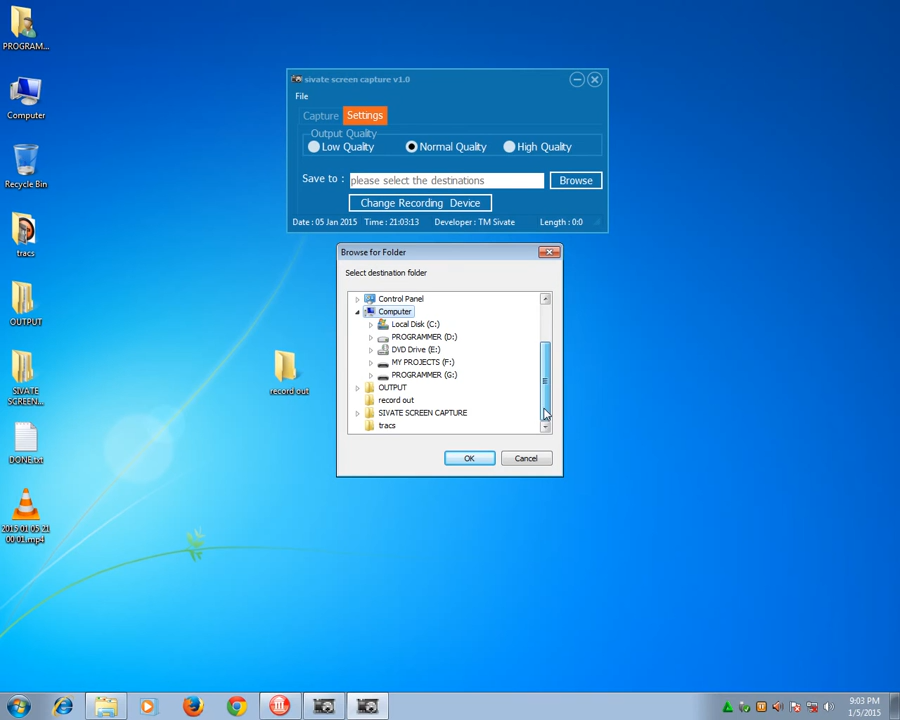 PROGRAM...
Computer
Recycle Bin
tracs
OUTPUT
SIVATE
SCREEN...
DONE.txt
2015 01 05 21
00 01.mp4
record out
sivate screen capture v1.0
File
Capture Settings
Output Quality
Low Quality Normal Quality High Quality
Save to : please select the destinations Browse
Change Recording Device
Date : 05 Jan 2015 Time : 21:03:13 Developer : TM Sivate Length : 0:0
Browse for Folder
Select destination folder
Control Panel
Computer
Local Disk (C:)
PROGRAMMER (D:)
DVD Drive (E:)
MY PROJECTS (F:)
PROGRAMMER (G:)
OUTPUT
record out
SIVATE SCREEN CAPTURE
tracs
OK Cancel
9:03 PM
1/5/2015